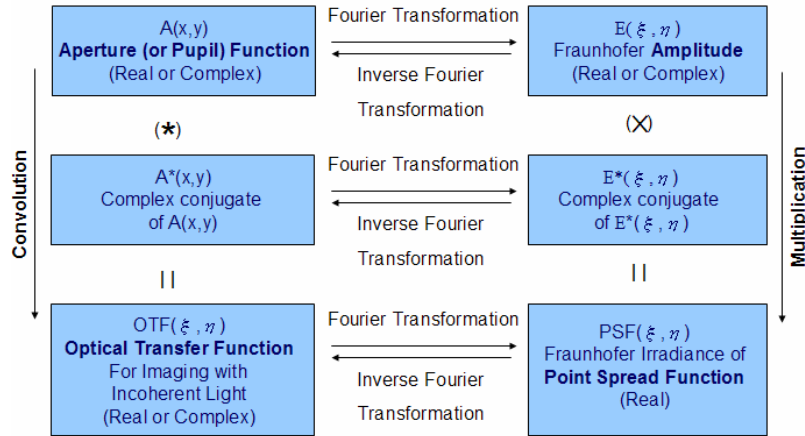 A(x,y)
Aperture (or Pupil) Function
(Real or Complex)
Fourier Transformation
Inverse Fourier
Transformation
E(ξ,η)
Fraunhofer Amplitude
(Real or Complex)
(*)
(X)
A*(x,y)
Complex conjugate
of A(x,y)
Fourier Transformation
Inverse Fourier
Transformation
E*(ξ,η)
Complex conjugate
of E*(ξ,η)
Convolution
Multiplication
||
||
OTF(ξ,η)
Optical Transfer Function
For Imaging with
Incoherent Light
(Real or Complex)
Fourier Transformation
Inverse Fourier
Transformation
PSF(ξ,η)
Fraunhofer Irradiance of
Point Spread Function
(Real)